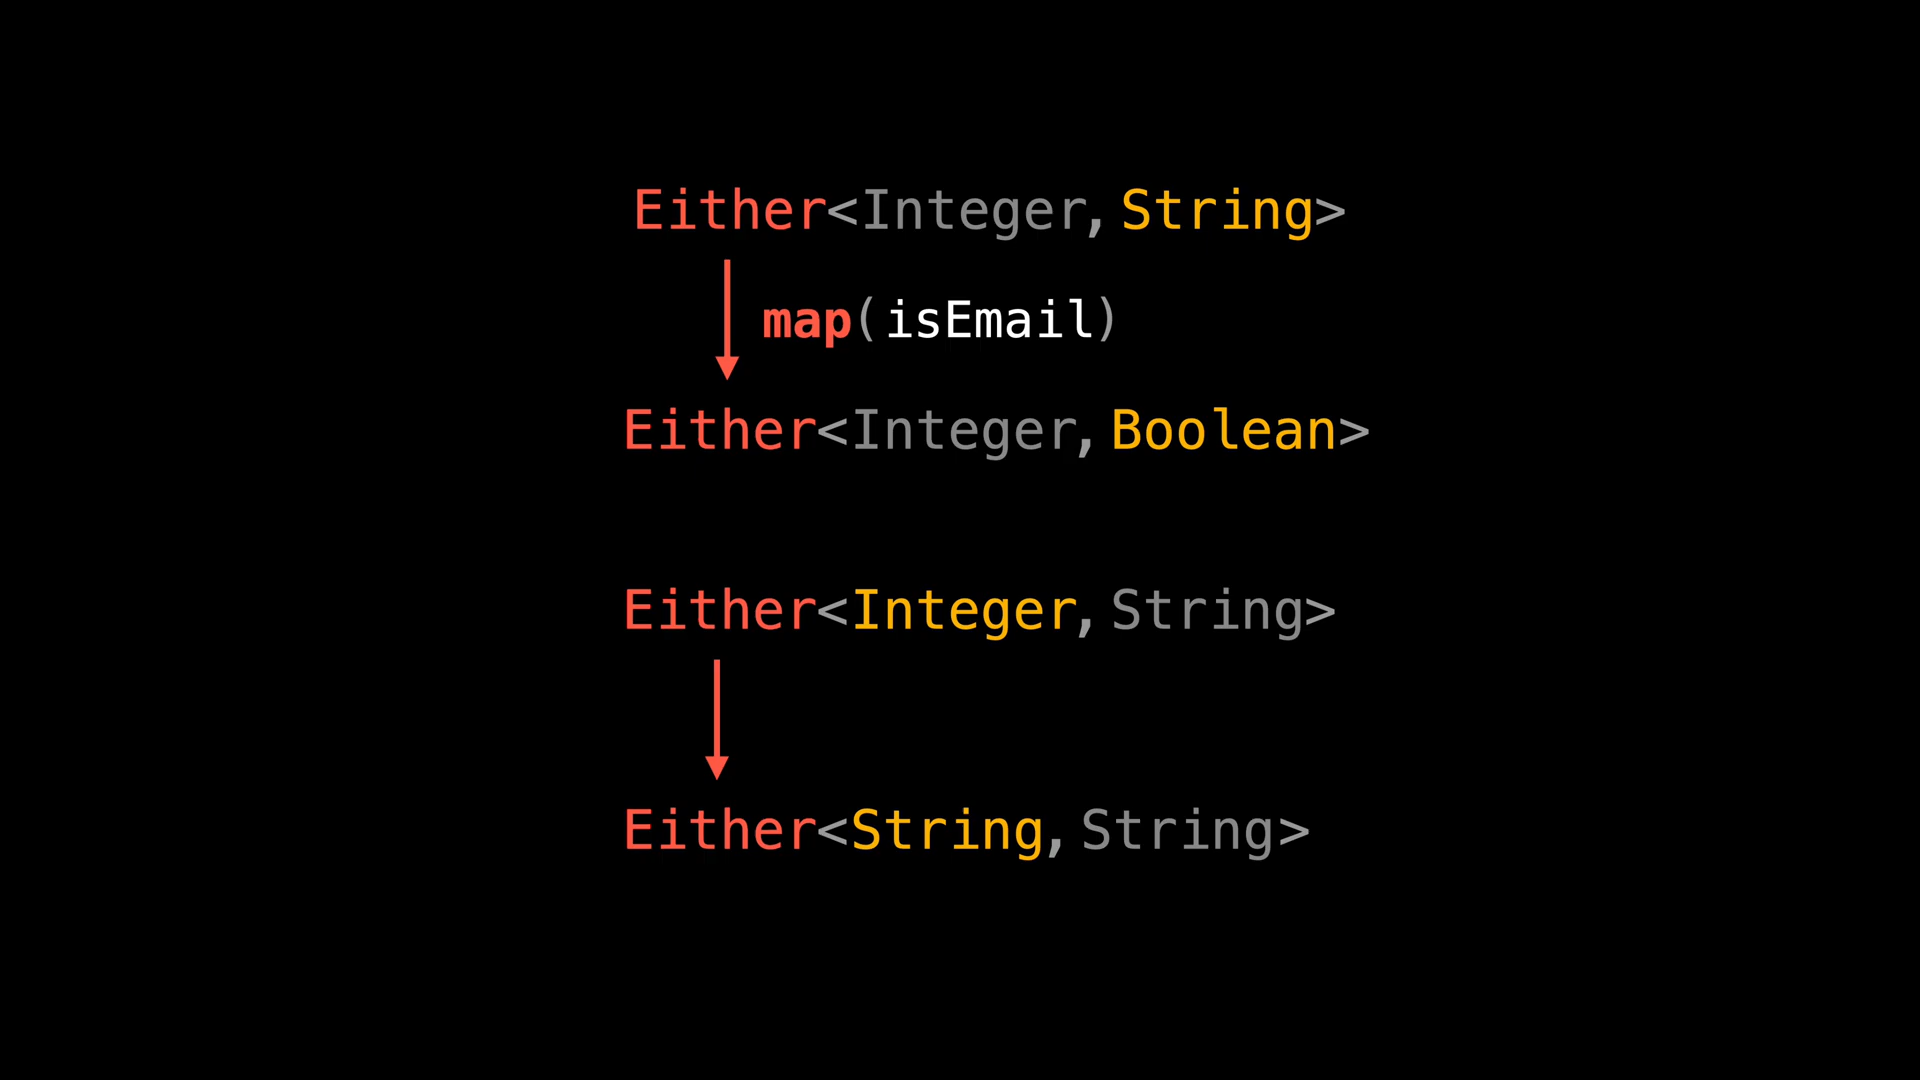 Either<Integer, String>
map(isEmail)
Either<Integer, Boolean>
Either<Integer, String>
Either<String, String>